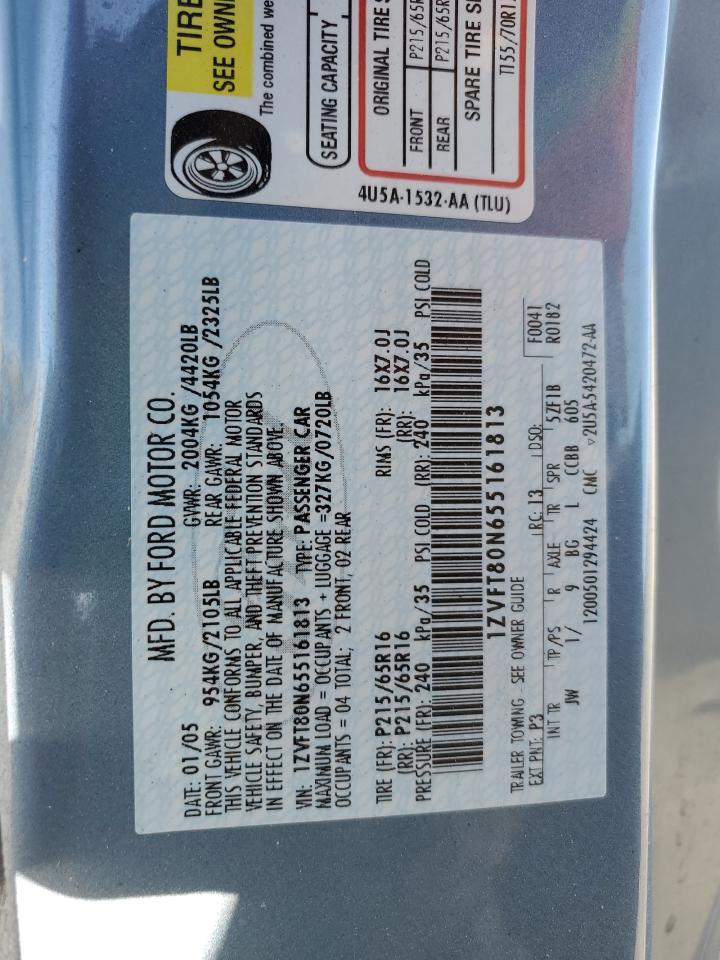 TIRE
SEE OWN
The combined we
SEATING CAPACITY
ORIGINAL TIRE S
FRONT P215/65R
REAR P215/65R
SPARE TIRE
T155/70R1
4U5A-1532-AA (TLU)
MFD. BY FORD MOTOR CO.
DATE: 01/05 GVWR: 2004KG /4420LB
FRONT GAWR: 954KG/2105LB REAR GAWR: 1054KG /2325LB
THIS VEHICLE CONFORMS TO ALL APPLICABLE FEDERAL MOTOR
VEHICLE SAFETY, BUMPER, AND THEFT PREVENTION STANDARDS
IN EFFECT ON THE DATE OF MANUFACTURE SHOWN ABOVE.
VIN: 1ZVFT80N655161813 TYPE: PASSENGER CAR
MAXIMUM LOAD = OCCUPANTS + LUGGAGE =327KG/0720LB
OCCUPANTS = 04 TOTAL; 2 FRONT, 02 REAR
TIRE (FR): P215/65R16 RIMS (FR): 16X7.0J
(RR): P215/65R16 (RR): 16X7.0J
PRESSURE (FR): 240 kPa/35 PSI COLD (RR): 240 kPa/35 PSI COLD
1ZVFT80N655161813
TRAILER TOWING - SEE OWNER GUIDE
EXT PNT: P3 RC: 13 DSO: F0041
INT TR TP/PS R AXLE TR SPR 5ZF1B R0182
JW 1/ 9 BG L CCBB 605
1200501294424 CMC v2U5A-5420472-AA